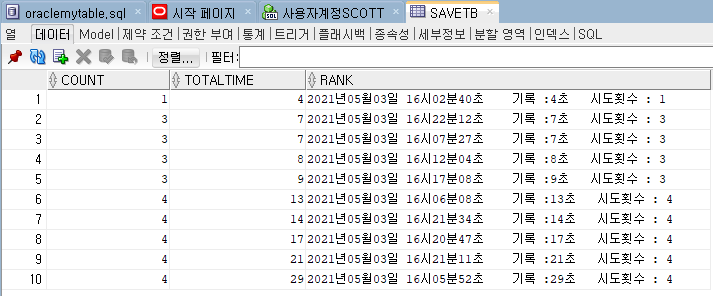 oraclemytable.sql 시작 페이지 사용자계정SCOTT SAVETB
열 데이터 Model 제약 조건 권한 부여 통계 트리거 플래시백 종속성 세부정보 분할 영역 인덱스 SQL
정렬... 필터:
COUNT TOTALTIME RANK
1 1 4 2021년05월03일 16시02분40초 기록 :4초 시도횟수 : 1
2 3 7 2021년05월03일 16시22분12초 기록 :7초 시도횟수 : 3
3 3 7 2021년05월03일 16시07분27초 기록 :7초 시도횟수 : 3
4 3 8 2021년05월03일 16시12분04초 기록 :8초 시도횟수 : 3
5 3 9 2021년05월03일 16시17분08초 기록 :9초 시도횟수 : 3
6 4 13 2021년05월03일 16시06분08초 기록 :13초 시도횟수 : 4
7 4 14 2021년05월03일 16시21분34초 기록 :14초 시도횟수 : 4
8 4 17 2021년05월03일 16시20분47초 기록 :17초 시도횟수 : 4
9 4 21 2021년05월03일 16시21분11초 기록 :21초 시도횟수 : 4
10 4 29 2021년05월03일 16시05분52초 기록 :29초 시도횟수 : 4